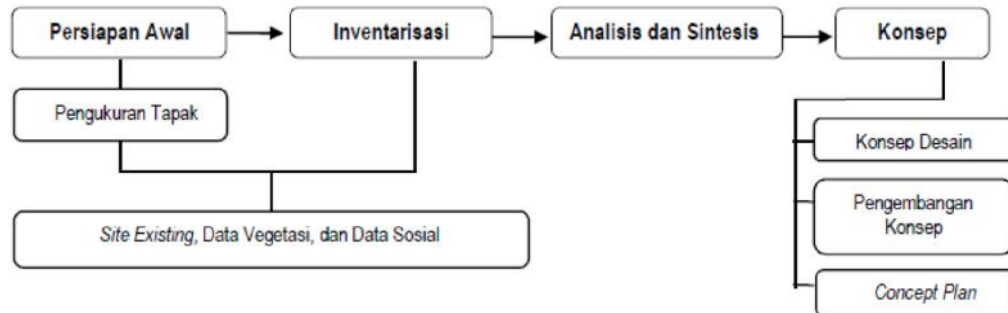 Persiapan Awal
Inventarisasi
Analisis dan Sintesis
Konsep
Pengukuran Tapak
Site Existing, Data Vegetasi, dan Data Sosial
Konsep Desain
Pengembangan
Konsep
Concept Plan